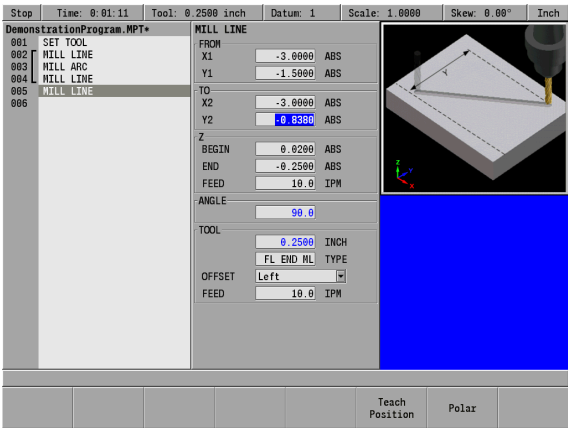 Stop Time: 0:01:11 Tool: 0.2500 inch Datum: 1 Scale: 1.0000 Skew: 0.00° Inch
DemonstrationProgram.MPT*
001 SET TOOL
002 MILL LINE
003 MILL ARC
004 MILL LINE
005 MILL LINE
006
MILL LINE
FROM
X1 -3.0000 ABS
Y1 -1.5000 ABS
TO
X2 -3.0000 ABS
Y2 -0.8380 ABS
Z
BEGIN 0.0200 ABS
END -0.2500 ABS
FEED 10.0 IPM
ANGLE
90.0
TOOL
0.2500 INCH
FL END ML TYPE
OFFSET Left
FEED 10.0 IPM
Y
Z
Y
X
Teach Position
Polar